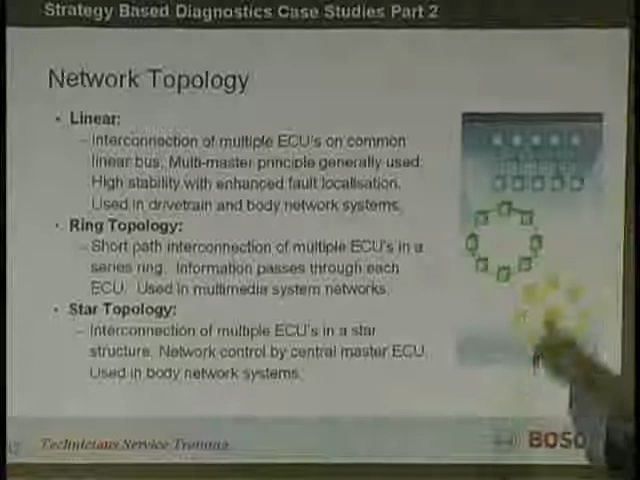 Strategy Based Diagnostics Case Studies Part 2
Network Topology
• Linear:
– Interconnection of multiple ECU's on common
linear bus. Multi-master principle generally used.
High stability with enhanced fault localisation.
Used in drivetrain and body network systems.
• Ring Topology:
– Short path interconnection of multiple ECU's in a
series ring. Information passes through each
ECU. Used in multimedia system networks.
• Star Topology:
– Interconnection of multiple ECU's in a star
structure. Network control by central master ECU.
Used in body network systems.
Technicians Service Training
BOSC